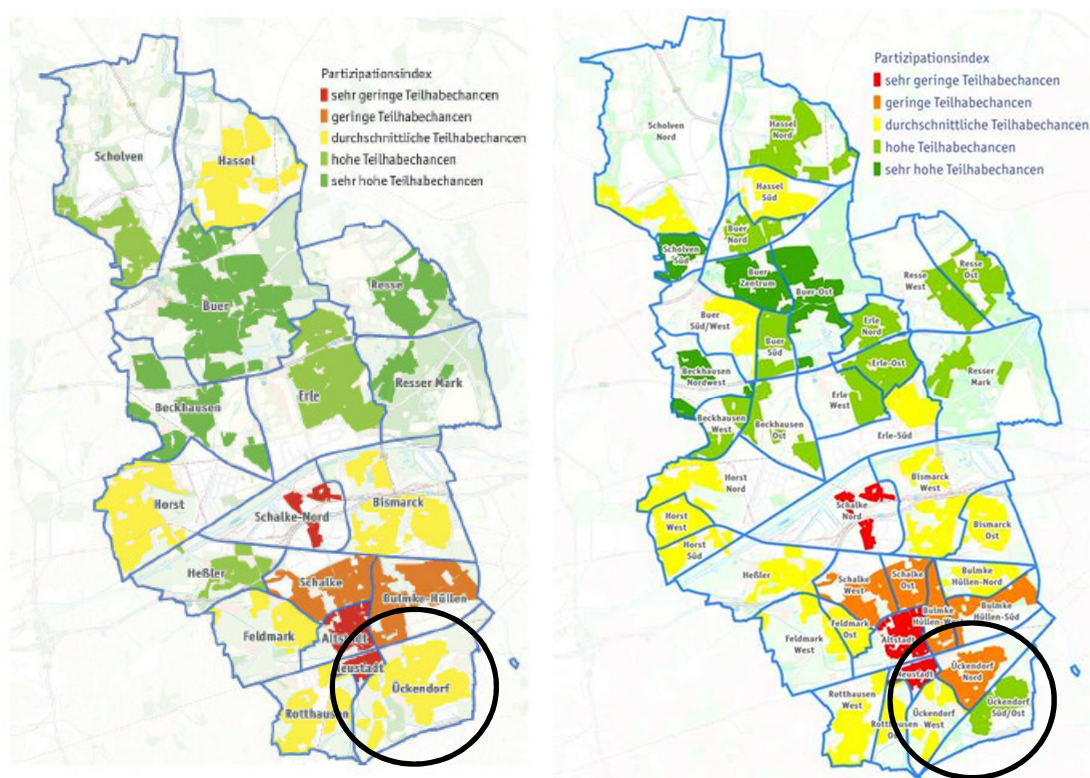 Partizipationsindex
sehr geringe Teilhabechancen
geringe Teilhabechancen
durchschnittliche Teilhabechancen
hohe Teilhabechancen
sehr hohe Teilhabechancen
Scholven
Hassel
Buer
Resse
Resser Mark
Erle
Beckhausen
Horst
Bismarck
Schalke-Nord
Heßler
Schalke
Bulmke-Hüllen
Feldmark
Altstadt
Neustadt
Ückendorf
Rotthausen
Partizipationsindex
sehr geringe Teilhabechancen
geringe Teilhabechancen
durchschnittliche Teilhabechancen
hohe Teilhabechancen
sehr hohe Teilhabechancen
Scholven
Nord
Hassel
Nord
Hassel
Süd
Buer
Nord
Scholven
Süd
Buer
Zentrum
Buer-Ost
Resse
West
Resse
Ost
Buer
Süd/West
Buer
Süd
Erle
Nord
Erle-Ost
Beckhausen
Nordwest
Resser
Mark
Erle
West
Beckhausen
West
Beckhausen
Ost
Erle-Süd
Horst
Nord
Bismarck
West
Schalke
Nord
Horst
West
Bismarck
Ost
Horst
Süd
Heßler
Schalke
West
Schalke
Ost
Bulmke
Hüllen-Nord
Bulmke
Hüllen-West
Bulmke
Hüllen-Süd
Feldmark
Ost
Altstadt
Feldmark
West
Neustadt
Ückendorf
Nord
Rotthausen
West
Rotthausen
Ost
Ückendorf
West
Ückendorf
Süd/Ost